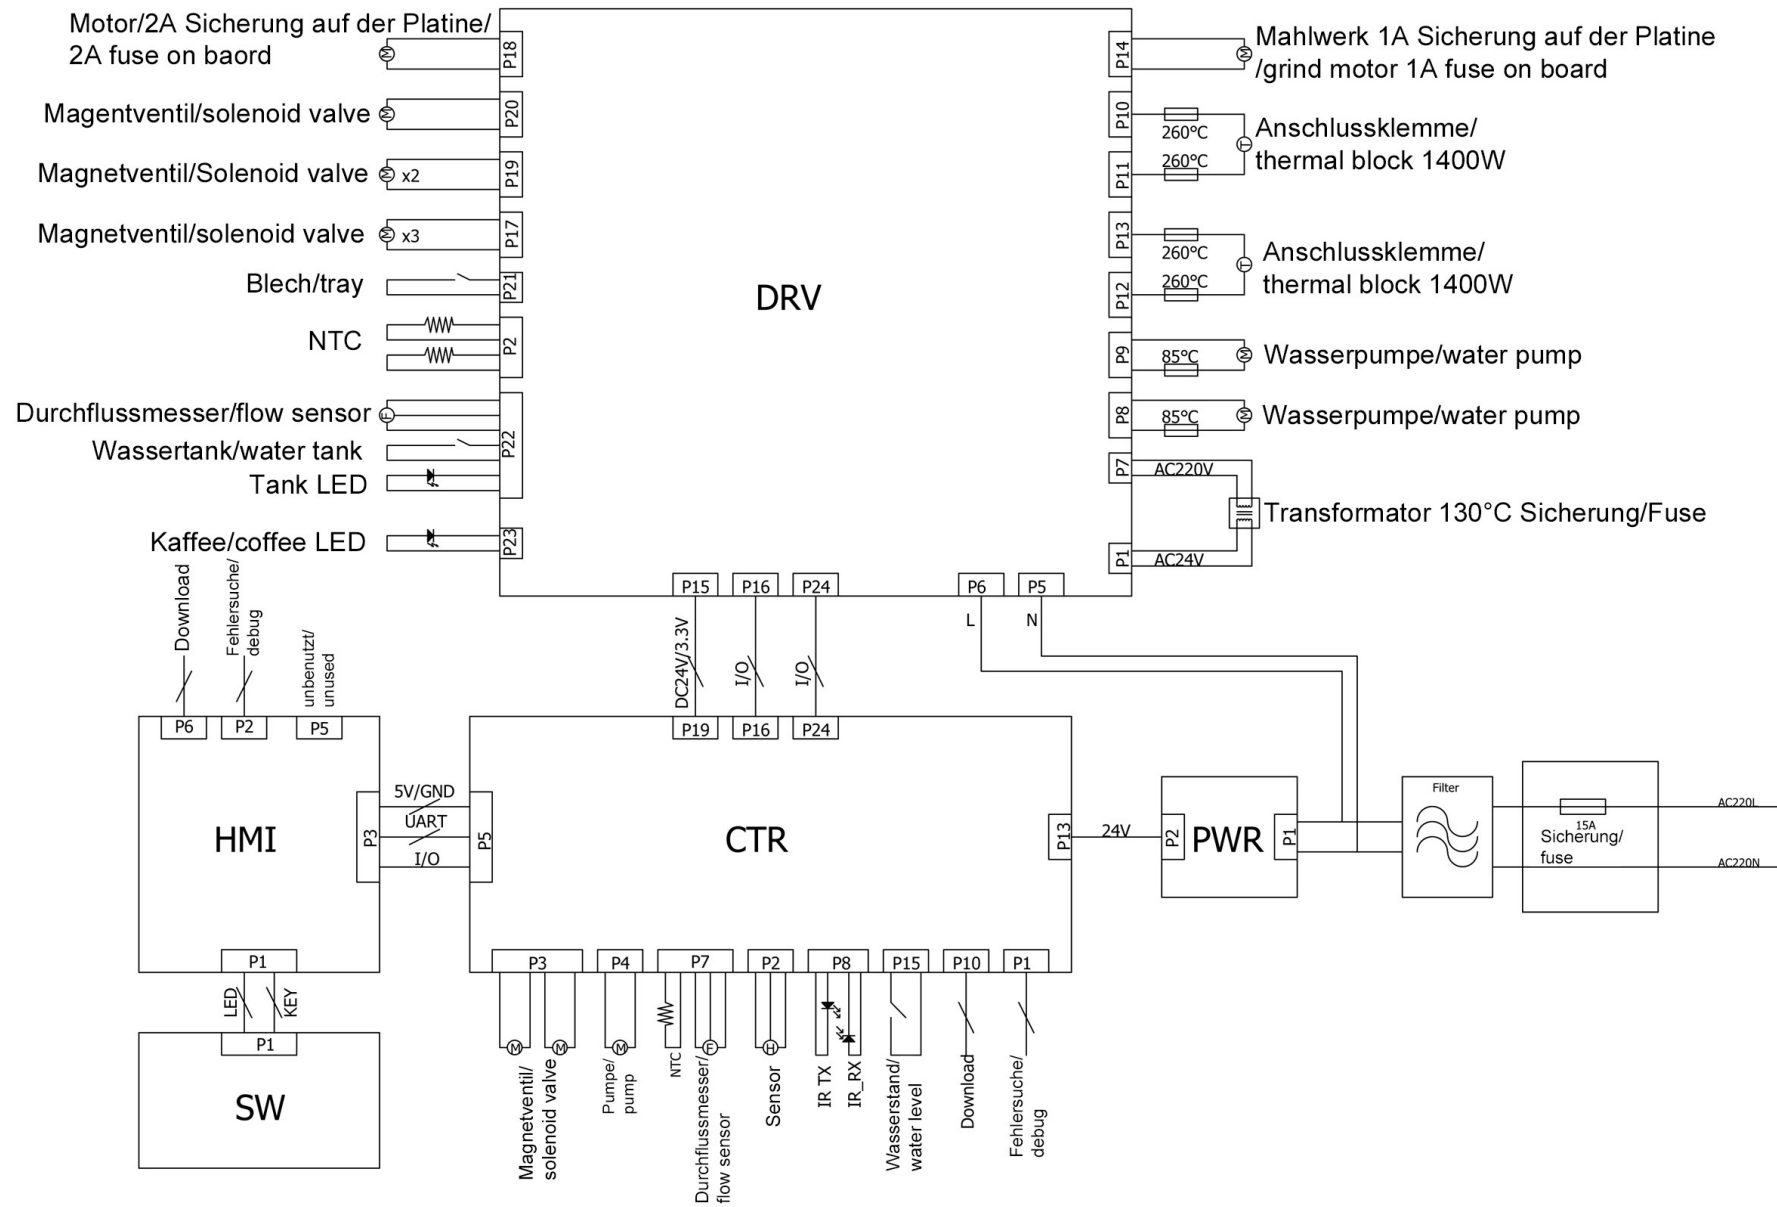 Motor/2A Sicherung auf der Platine/
2A fuse on baord
M
P18
Magentventil/solenoid valve
M
P20
Magnetventil/Solenoid valve
M
x2
P19
Magnetventil/solenoid valve
M
x3
P17
Blech/tray
P21
NTC
P2
Durchflussmesser/flow sensor
F
Wassertank/water tank
P22
Tank LED
Kaffee/coffee LED
P23
DRV
P14
M
Mahlwerk 1A Sicherung auf der Platine
/grind motor 1A fuse on board
P10
260°C
P11
260°C
T
Anschlussklemme/
thermal block 1400W
P13
260°C
P12
260°C
T
Anschlussklemme/
thermal block 1400W
P9
85°C
M
Wasserpumpe/water pump
P8
85°C
M
Wasserpumpe/water pump
P7
AC220V
Transformator 130°C Sicherung/Fuse
P1
AC24V
P15
P16
P24
P6
P5
L
N
DC24V/3.3V
I/O
I/O
Download
Fehlersuche/
debug
unbenutzt/
unused
P6
P2
P5
P19
P16
P24
HMI
P3
5V/GND
UART
I/O
P5
CTR
P13
24V
P2
PWR
P1
Filter
15A
Sicherung/
fuse
AC220L
AC220N
P1
LED
KEY
P1
SW
P3
P4
P7
P2
P8
P15
P10
P1
M
M
M
F
H
Magnetventil/
solenoid valve
Pumpe/
pump
NTC
Durchflussmesser/
flow sensor
Sensor
IR TX
IR_RX
Wasserstand/
water level
Download
Fehlersuche/
debug